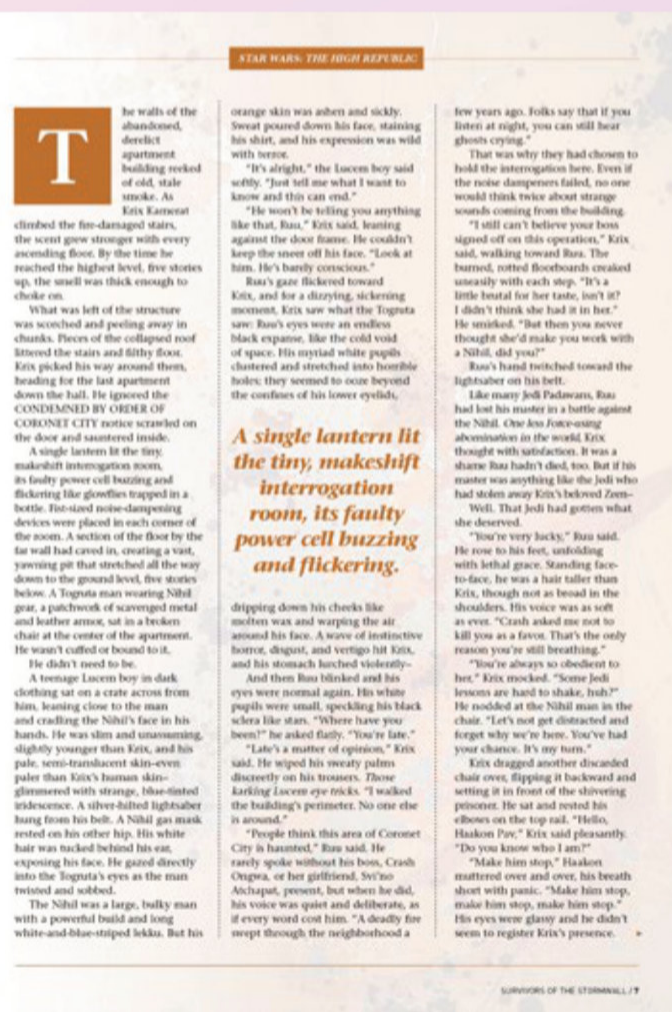 STAR WARS: THE HIGH REPUBLIC
T
he walls of the
abandoned,
derelict
apartment
building reeked
of old, stale
smoke. As
Krix Kamerat
climbed the fire-damaged stairs,
the scent grew stronger with every
ascending floor. By the time he
reached the highest level, five stories
up, the smell was thick enough to
choke on.
What was left of the structure
was scorched and peeling away in
chunks. Pieces of the collapsed roof
littered the stairs and filthy floor.
Krix picked his way around them,
heading for the last apartment
down the hall. He ignored the
CONDEMNED BY ORDER OF
CORONET CITY notice scrawled on
the door and sauntered inside.
A single lantern lit the tiny,
makeshift interrogation room,
its faulty power cell buzzing and
flickering like glowflies trapped in a
bottle. Fist-sized noise-dampening
devices were placed in each corner of
the room. A section of the floor by the
far wall had caved in, creating a vast,
yawning pit that stretched all the way
down to the ground level, five stories
below. A Togruta man wearing Nihil
gear, a patchwork of scavenged metal
and leather armor, sat in a broken
chair at the center of the apartment.
He wasn't cuffed or bound to it.
He didn't need to be.
A teenage Lucem boy in dark
clothing sat on a crate across from
him, leaning close to the man
and cradling the Nihil's face in his
hands. He was slim and unassuming,
slightly younger than Krix, and his
pale, semi-translucent skin–even
paler than Krix's human skin–
glimmered with strange, blue-tinted
iridescence. A silver-hilted lightsaber
hung from his belt. A Nihil gas mask
rested on his other hip. His white
hair was tucked behind his ear,
exposing his face. He gazed directly
into the Togruta's eyes as the man
twisted and sobbed.
The Nihil was a large, bulky man
with a powerful build and long
white-and-blue-striped lekku. But his
orange skin was ashen and sickly.
Sweat poured down his face, staining
his shirt, and his expression was wild
with terror.
"It's alright," the Lucem boy said
softly. "Just tell me what I want to
know and this can end."
"He won't be telling you anything
like that, Ruu," Krix said, leaning
against the door frame. He couldn't
keep the sneer off his face. "Look at
him. He's barely conscious."
Ruu's gaze flickered toward
Krix, and for a dizzying, sickening
moment, Krix saw what the Togruta
saw: Ruu's eyes were an endless
black expanse, like the cold void
of space. His myriad white pupils
clustered and stretched into horrible
holes; they seemed to ooze beyond
the confines of his lower eyelids,
A single lantern lit
the tiny, makeshift
interrogation
room, its faulty
power cell buzzing
and flickering.
dripping down his cheeks like
molten wax and warping the air
around his face. A wave of instinctive
horror, disgust, and vertigo hit Krix,
and his stomach lurched violently–
And then Ruu blinked and his
eyes were normal again. His white
pupils were small, speckling his black
sclera like stars. "Where have you
been?" he asked flatly. "You're late."
"Late's a matter of opinion," Krix
said. He wiped his sweaty palms
discreetly on his trousers. Those
karking Lucem eye tricks. "I walked
the building's perimeter. No one else
is around."
"People think this area of Coronet
City is haunted," Ruu said. He
rarely spoke without his boss, Crash
Ongwa, or her girlfriend, Svi'no
Atchapat, present, but when he did,
his voice was quiet and deliberate, as
if every word cost him. "A deadly fire
swept through the neighborhood a
few years ago. Folks say that if you
listen at night, you can still hear
ghosts crying."
That was why they had chosen to
hold the interrogation here. Even if
the noise dampeners failed, no one
would think twice about strange
sounds coming from the building.
"I still can't believe your boss
signed off on this operation," Krix
said, walking toward Ruu. The
burned, rotted floorboards creaked
uneasily with each step. "It's a
little brutal for her taste, isn't it?
I didn't think she had it in her."
He smirked. "But then you never
thought she'd make you work with
a Nihil, did you?"
Ruu's hand twitched toward the
lightsaber on his belt.
Like many Jedi Padawans, Ruu
had lost his master in a battle against
the Nihil. One less Force-using
abomination in the world, Krix
thought with satisfaction. It was a
shame Ruu hadn't died, too. But if his
master was anything like the Jedi who
had stolen away Krix's beloved Zeen–
Well. That Jedi had gotten what
she deserved.
"You're very lucky," Ruu said.
He rose to his feet, unfolding
with lethal grace. Standing face-
to-face, he was a hair taller than
Krix, though not as broad in the
shoulders. His voice was as soft
as ever. "Crash asked me not to
kill you as a favor. That's the only
reason you're still breathing."
"You're always so obedient to
her," Krix mocked. "Some Jedi
lessons are hard to shake, huh?"
He nodded at the Nihil man in the
chair. "Let's not get distracted and
forget why we're here. You've had
your chance. It's my turn."
Krix dragged another discarded
chair over, flipping it backward and
setting it in front of the shivering
prisoner. He sat and rested his
elbows on the top rail. "Hello,
Haakon Pav," Krix said pleasantly.
"Do you know who I am?"
"Make him stop," Haakon
muttered over and over, his breath
short with panic. "Make him stop,
make him stop, make him stop."
His eyes were glassy and he didn't
seem to register Krix's presence.
SURVIVORS OF THE STORMWALL / 7